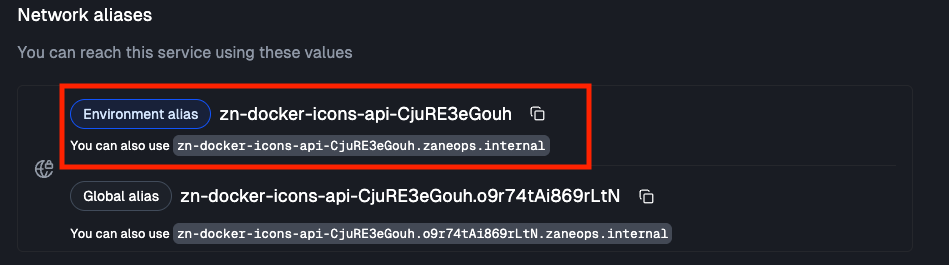 Network aliases
You can reach this service using these values
Environment alias zn-docker-icons-api-CjuRE3eGouh
You can also use zn-docker-icons-api-CjuRE3eGouh.zaneops.internal
Global alias zn-docker-icons-api-CjuRE3eGouh.o9r74tAi869rLtN
You can also use zn-docker-icons-api-CjuRE3eGouh.o9r74tAi869rLtN.zaneops.internal